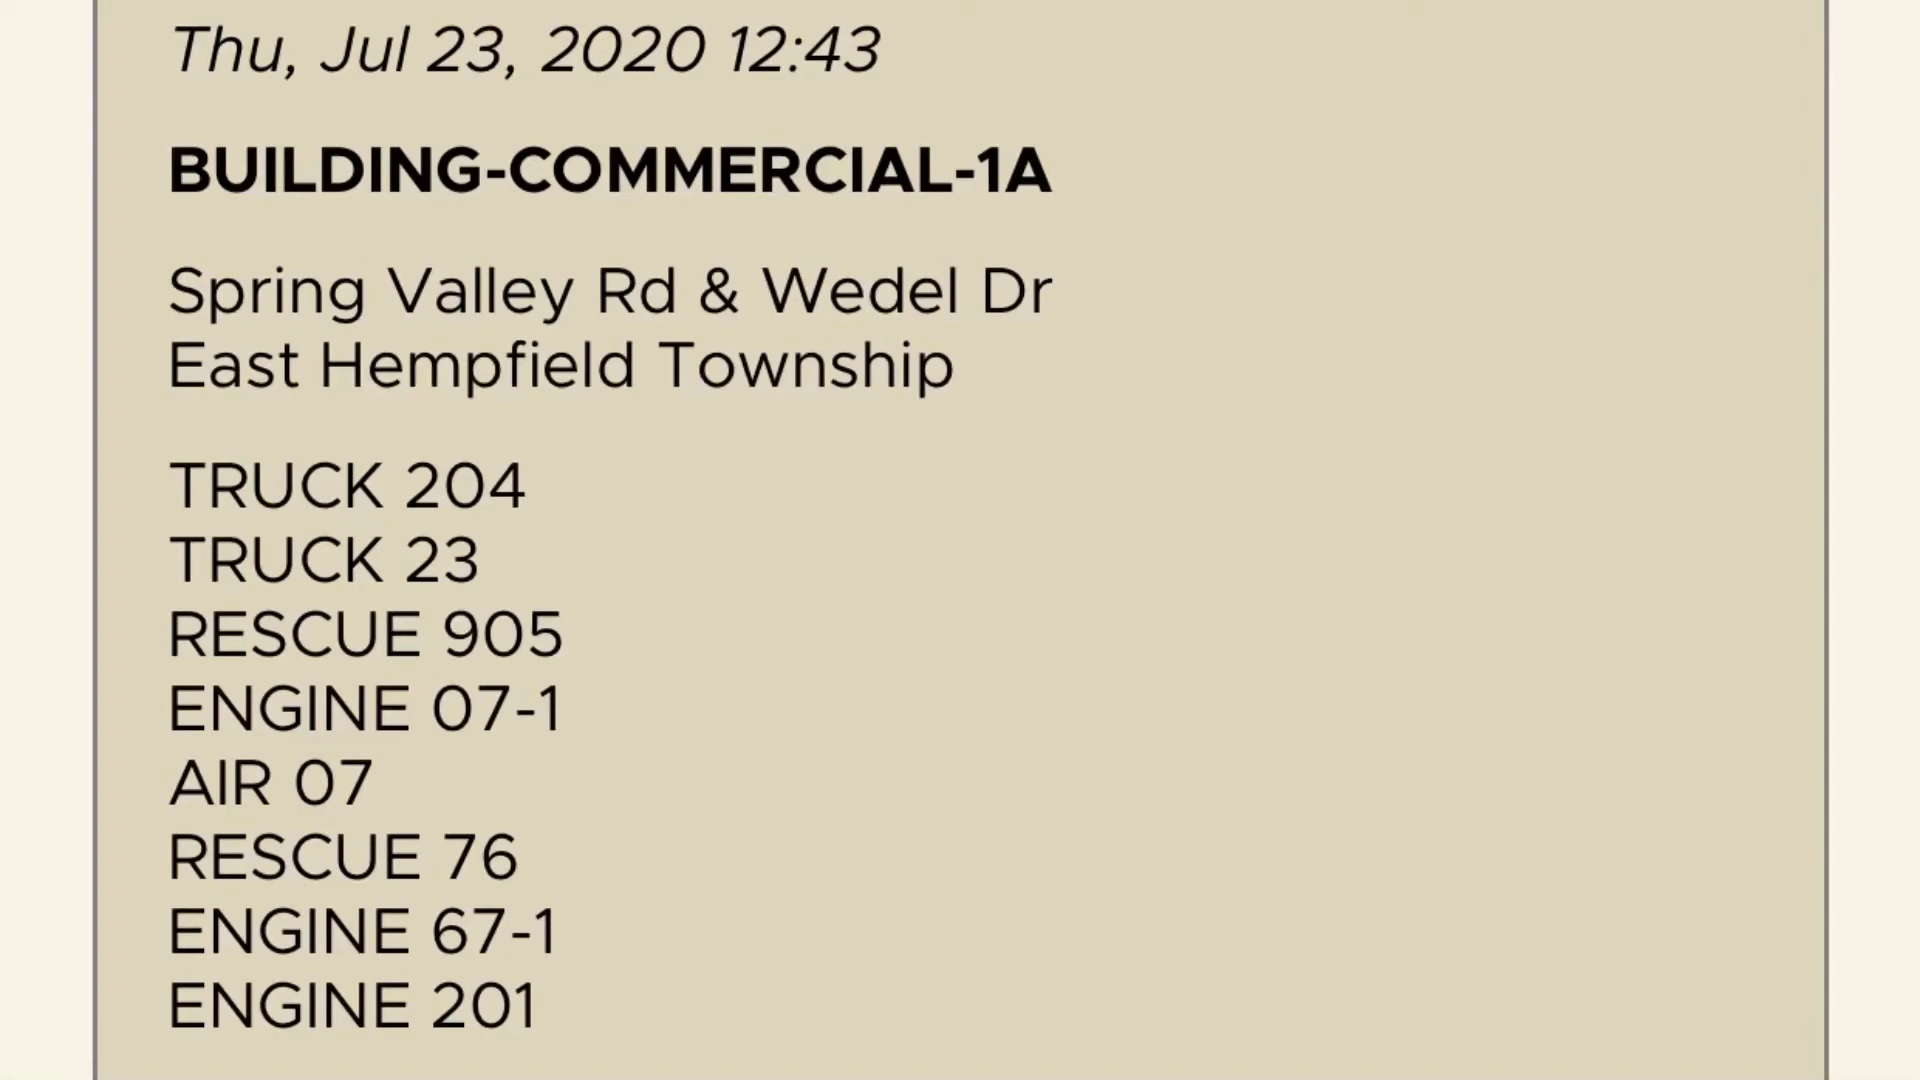 Thu, Jul 23, 2020 12:43
BUILDING-COMMERCIAL-1A
Spring Valley Rd & Wedel Dr
East Hempfield Township
TRUCK 204
TRUCK 23
RESCUE 905
ENGINE 07-1
AIR 07
RESCUE 76
ENGINE 67-1
ENGINE 201